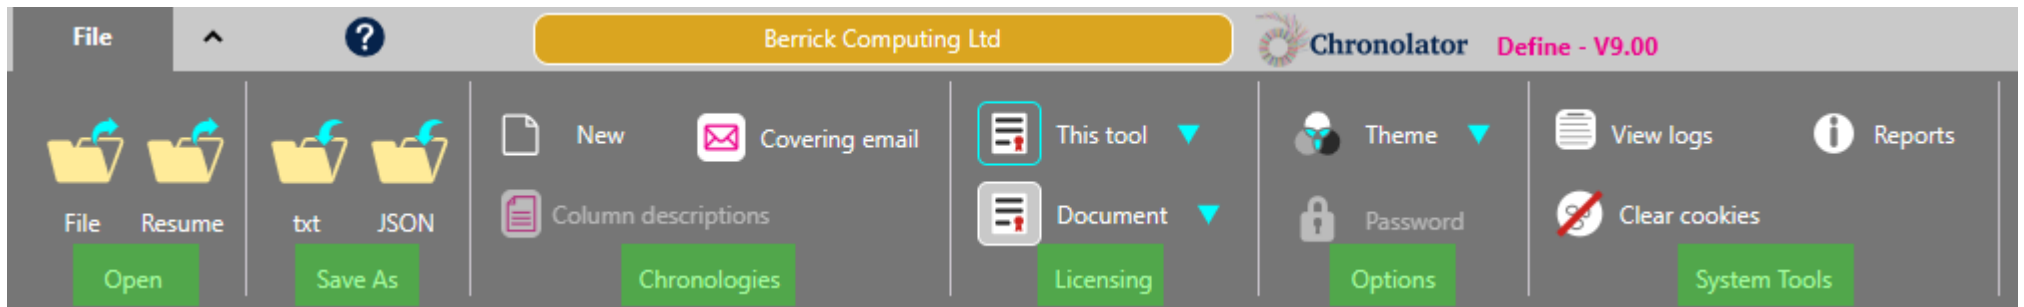 File
?
Berrick Computing Ltd
Chronolator
Define - V9.00
New
Covering email
This tool
Theme
View logs
Reports
File
Resume
txt
JSON
Column descriptions
Document
Password
Clear cookies
Open
Save As
Chronologies
Licensing
Options
System Tools